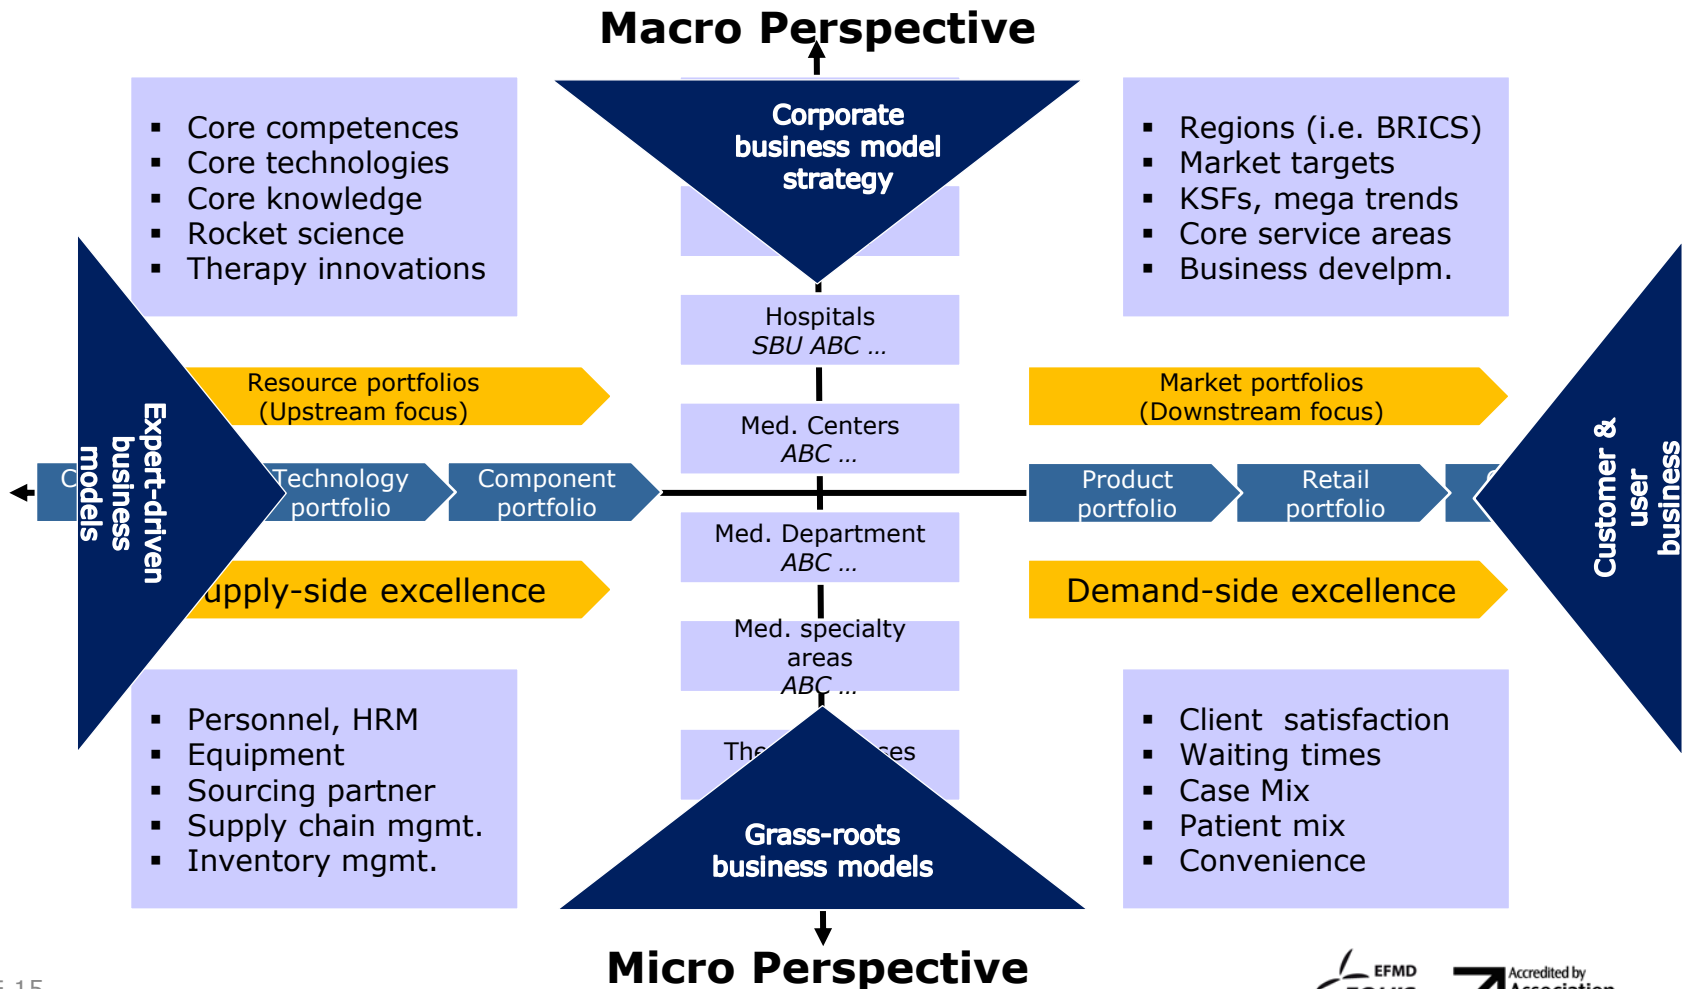 Macro Perspective
Corporate
business model
strategy
▪ Core competences
▪ Core technologies
▪ Core knowledge
▪ Rocket science
▪ Therapy innovations
▪ Regions (i.e. BRICS)
▪ Market targets
▪ KSFs, mega trends
▪ Core service areas
▪ Business develpm.
Hospitals
SBU ABC ...
Resource portfolios
(Upstream focus)
Market portfolios
(Downstream focus)
Med. Centers
ABC ...
Expert-driven
business
models
Technology
portfolio
Component
portfolio
Product
portfolio
Retail
portfolio
Customer &
user
business
Med. Department
ABC ...
upply-side excellence
Demand-side excellence
Med. specialty
areas
ABC ...
▪ Personnel, HRM
▪ Equipment
▪ Sourcing partner
▪ Supply chain mgmt.
▪ Inventory mgmt.
▪ Client  satisfaction
▪ Waiting times
▪ Case Mix
▪ Patient mix
▪ Convenience
Grass-roots
business models
Micro Perspective
15
EFMD
Accredited by
Association